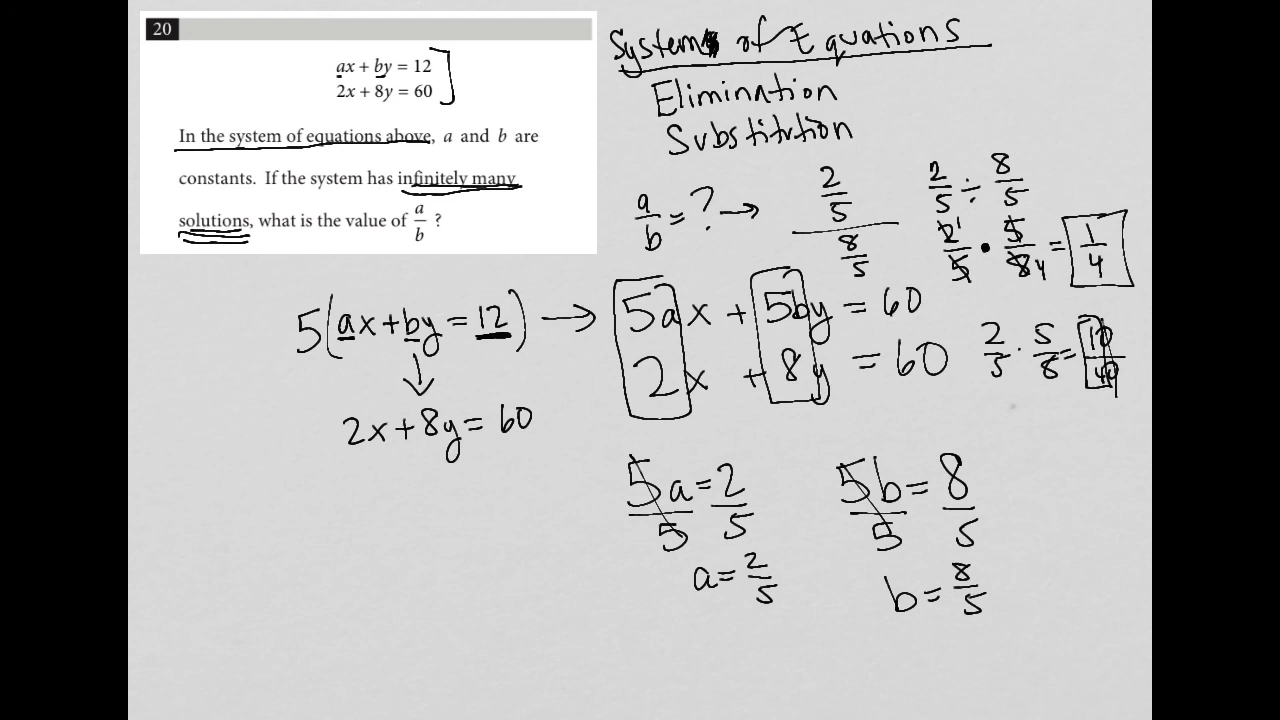 20
ax + by = 12
2x + 8y = 60
In the system of equations above, a and b are
constants. If the system has infinitely many
solutions, what is the value of a/b ?
Systems of Equations
Elimination
Substitution
a/b = ? → (2/5)/(8/5)
2/5 ÷ 8/5
2/5 1 • 5/8 4 = 1/4
5(ax + by = 12) → 5ax + 5by = 60
2x + 8y = 60
2x + 8y = 60
2/5 · 5/8 = 10/40
5a/5 = 2/5
a = 2/5
5b/5 = 8/5
b = 8/5